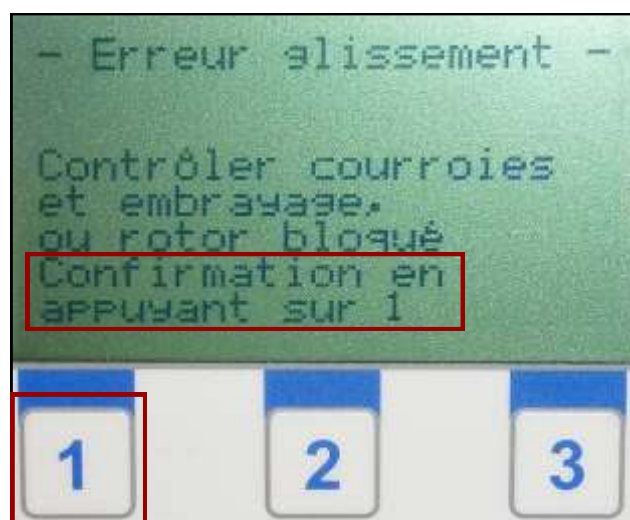 - Erreur glissement -
Contrôler courroies
et embrayage.
ou rotor bloqué
Confirmation en
appuyant sur 1
1 2 3